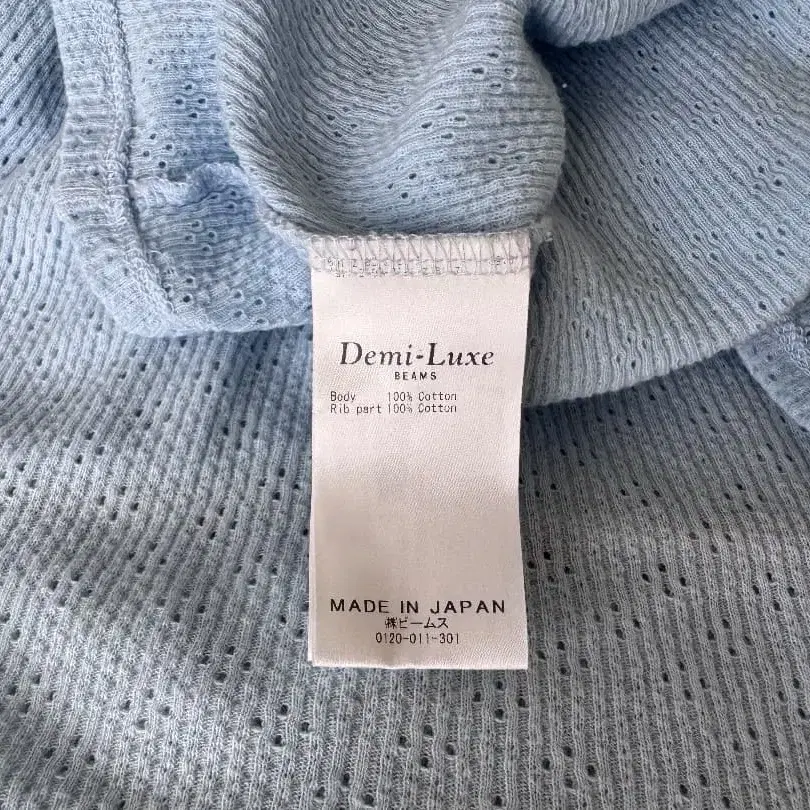 Demi-Luxe
BEAMS
Body 100% Cotton
Rib part 100% Cotton
MADE IN JAPAN
㈱ビームス
0120-011-301